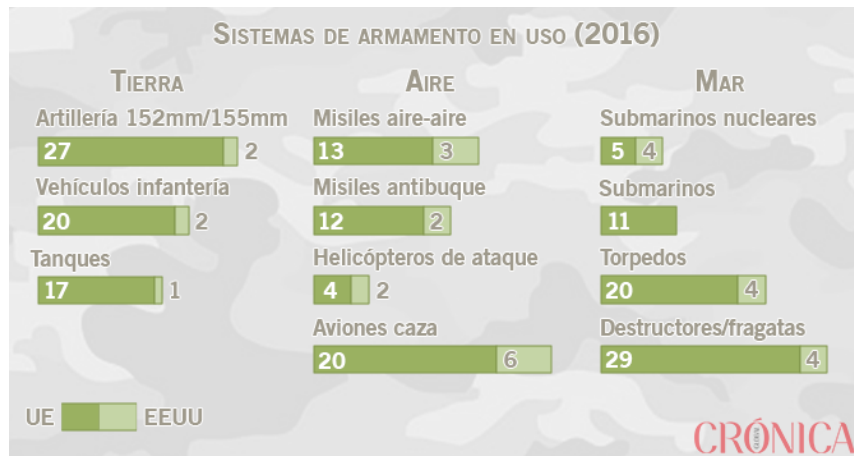 SISTEMAS DE ARMAMENTO EN USO (2016)
TIERRA
Artillería 152mm/155mm
27 2
Vehículos infantería
20 2
Tanques
17 1
AIRE
Misiles aire-aire
13 3
Misiles antibuque
12 2
Helicópteros de ataque
4 2
Aviones caza
20 6
MAR
Submarinos nucleares
5 4
Submarinos
11
Torpedos
20 4
Destructores/fragatas
29 4
UE EEUU
CRÓNICA
GLOBAL